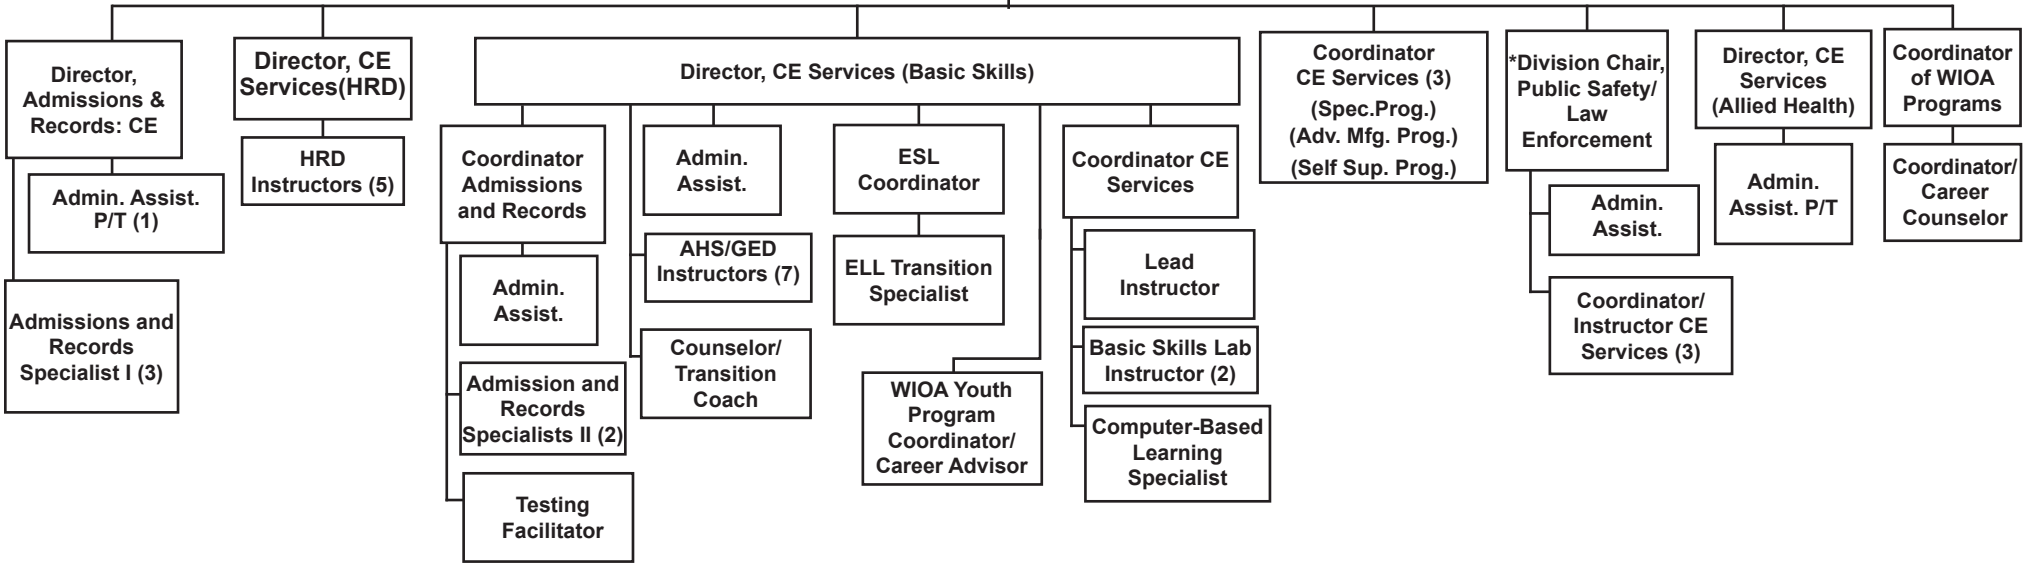 Director,
Admissions &
Records: CE
Admin. Assist.
P/T (1)
Admissions and
Records
Specialist I (3)
Director, CE
Services(HRD)
HRD
Instructors (5)
Director, CE Services (Basic Skills)
Coordinator
Admissions
and Records
Admin.
Assist.
Admission and
Records
Specialists II (2)
Testing
Facilitator
Admin.
Assist.
AHS/GED
Instructors (7)
Counselor/
Transition
Coach
ESL
Coordinator
ELL Transition
Specialist
WIOA Youth
Program
Coordinator/
Career Advisor
Coordinator CE
Services
Lead
Instructor
Basic Skills Lab
Instructor (2)
Computer-Based
Learning
Specialist
Coordinator
CE Services (3)
(Spec.Prog.)
(Adv. Mfg. Prog.)
(Self Sup. Prog.)
*Division Chair,
Public Safety/
Law
Enforcement
Admin.
Assist.
Coordinator/
Instructor CE
Services (3)
Director, CE
Services
(Allied Health)
Admin.
Assist. P/T
Coordinator
of WIOA
Programs
Coordinator/
Career
Counselor